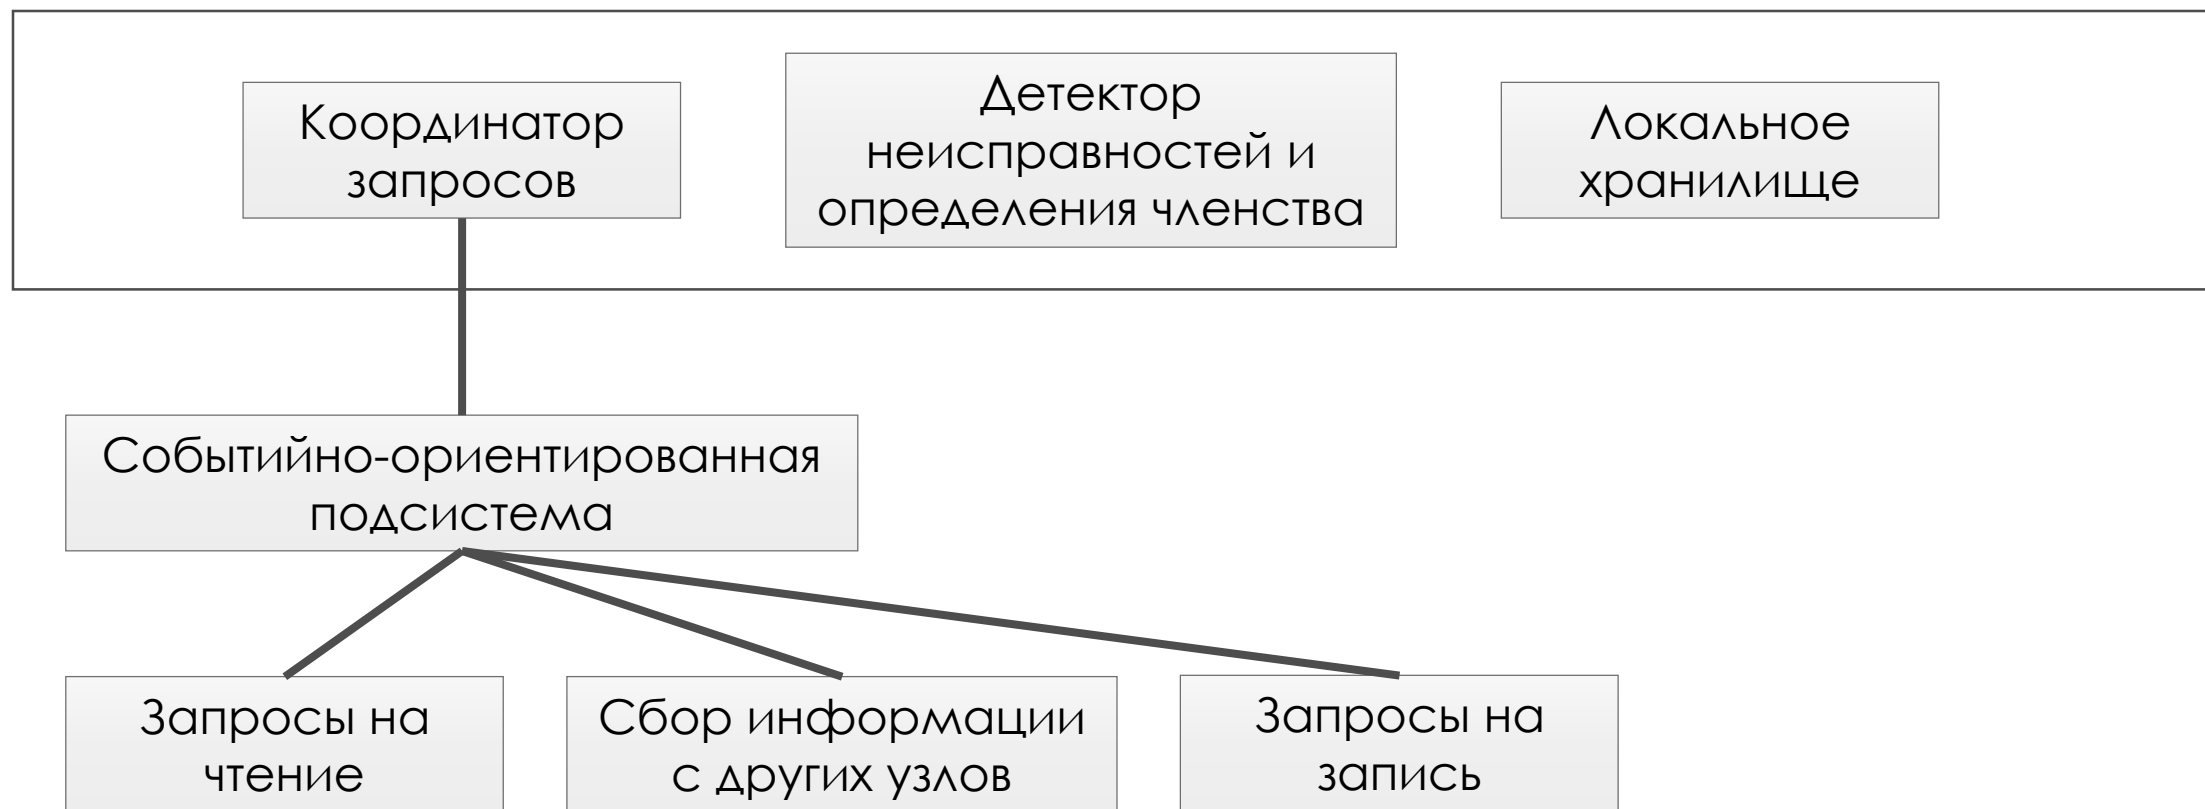 Координатор
запросов
Детектор
неисправностей и
определения членства
Локальное
хранилище
Событийно-ориентированная
подсистема
Запросы на
чтение
Сбор информации
с других узлов
Запросы на
запись